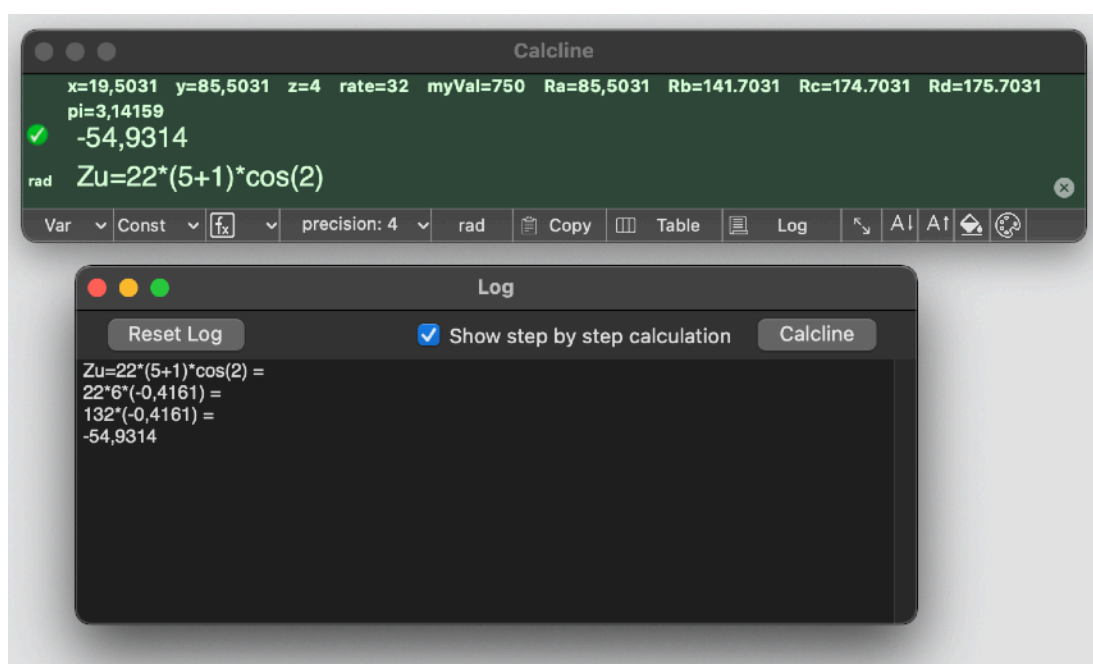 Calcline
x=19,5031 y=85,5031 z=4 rate=32 myVal=750 Ra=85,5031 Rb=141.7031 Rc=174.7031 Rd=175.7031
pi=3,14159
-54,9314
rad Zu=22*(5+1)*cos(2)
Var Const fx precision: 4 rad Copy Table Log A A
Log
Reset Log Show step by step calculation Calcline
Zu=22*(5+1)*cos(2) =
22*6*(-0,4161) =
132*(-0,4161) =
-54,9314